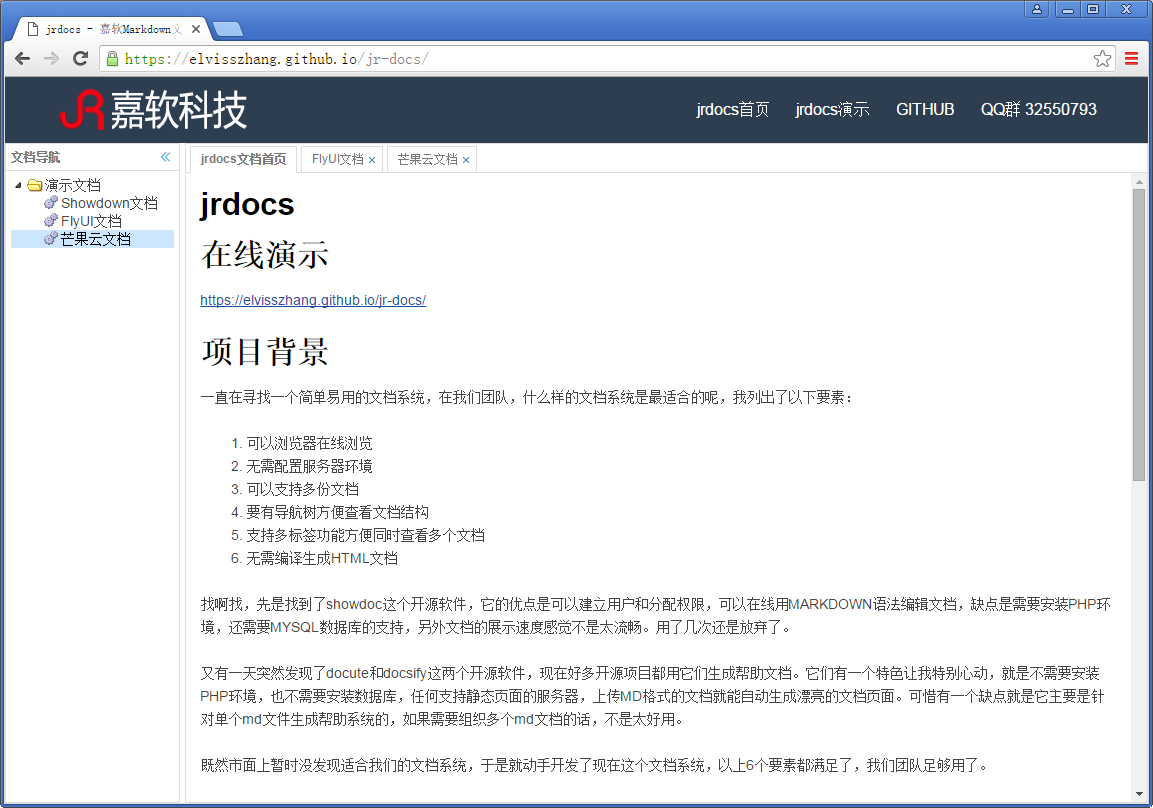 jrdocs - 嘉软Markdown文
https://elvisszhang.github.io/jr-docs/
JR 嘉软科技
jrdocs首页 jrdocs演示 GITHUB QQ群 32550793
文档导航
演示文档
Showdown文档
FlyUI文档
芒果云文档
jrdocs文档首页 FlyUI文档 × 芒果云文档 ×
jrdocs
在线演示
https://elvisszhang.github.io/jr-docs/
项目背景
一直在寻找一个简单易用的文档系统，在我们团队，什么样的文档系统是最适合的呢，我列出了以下要素：
1. 可以浏览器在线浏览
2. 无需配置服务器环境
3. 可以支持多份文档
4. 要有导航树方便查看文档结构
5. 支持多标签功能方便同时查看多个文档
6. 无需编译生成HTML文档
找啊找，先是找到了showdoc这个开源软件，它的优点是可以建立用户和分配权限，可以在线用MARKDOWN语法编辑文档，缺点是需要安装PHP环
境，还需要MYSQL数据库的支持，另外文档的展示速度感觉不是太流畅。用了几次还是放弃了。
又有一天突然发现了docute和docsify这两个开源软件，现在好多开源项目都用它们生成帮助文档。它们有一个特色让我特别心动，就是不需要安装
PHP环境，也不需要安装数据库，任何支持静态页面的服务器，上传MD格式的文档就能自动生成漂亮的文档页面。可惜有一个缺点就是它主要是针
对单个md文件生成帮助系统的，如果需要组织多个md文档的话，不是太好用。
既然市面上暂时没发现适合我们的文档系统，于是就动手开发了现在这个文档系统，以上6个要素都满足了，我们团队足够用了。